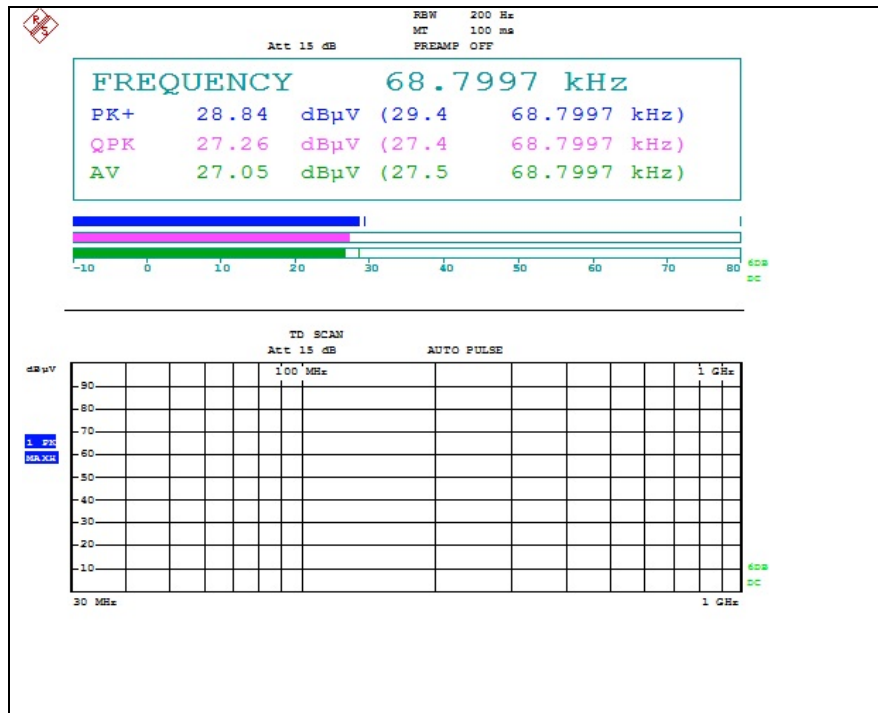 R S
RBW 200 Hz
MT 100 ms
Att 15 dB PREAMP OFF
FREQUENCY 68.7997 kHz
PK+ 28.84 dBµV (29.4 68.7997 kHz)
QPK 27.26 dBµV (27.4 68.7997 kHz)
AV 27.05 dBµV (27.5 68.7997 kHz)
-10 0 10 20 30 40 50 60 70 80
6DB
DC
TD SCAN
Att 15 dB AUTO PULSE
dBµV
100 MHz 1 GHz
90
80
70
1 PK
60
MAXH
50
40
30
20
10
6DB
DC
30 MHz 1 GHz